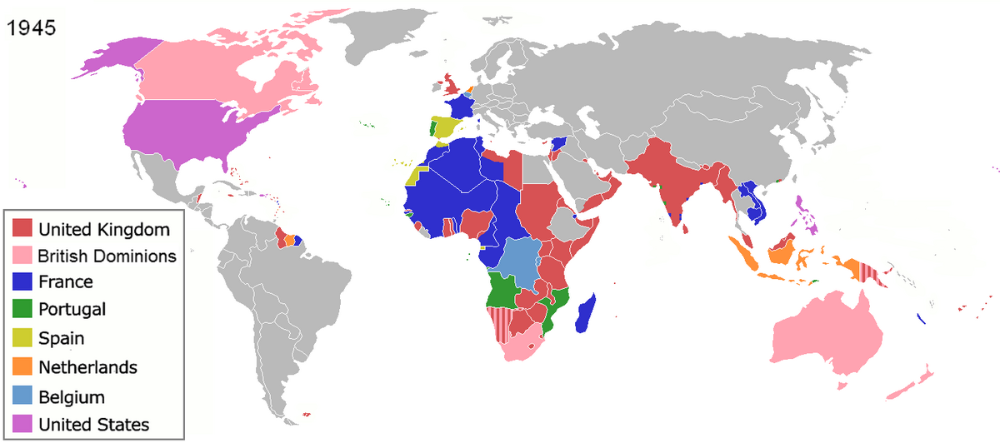 1945
United Kingdom
British Dominions
France
Portugal
Spain
Netherlands
Belgium
United States